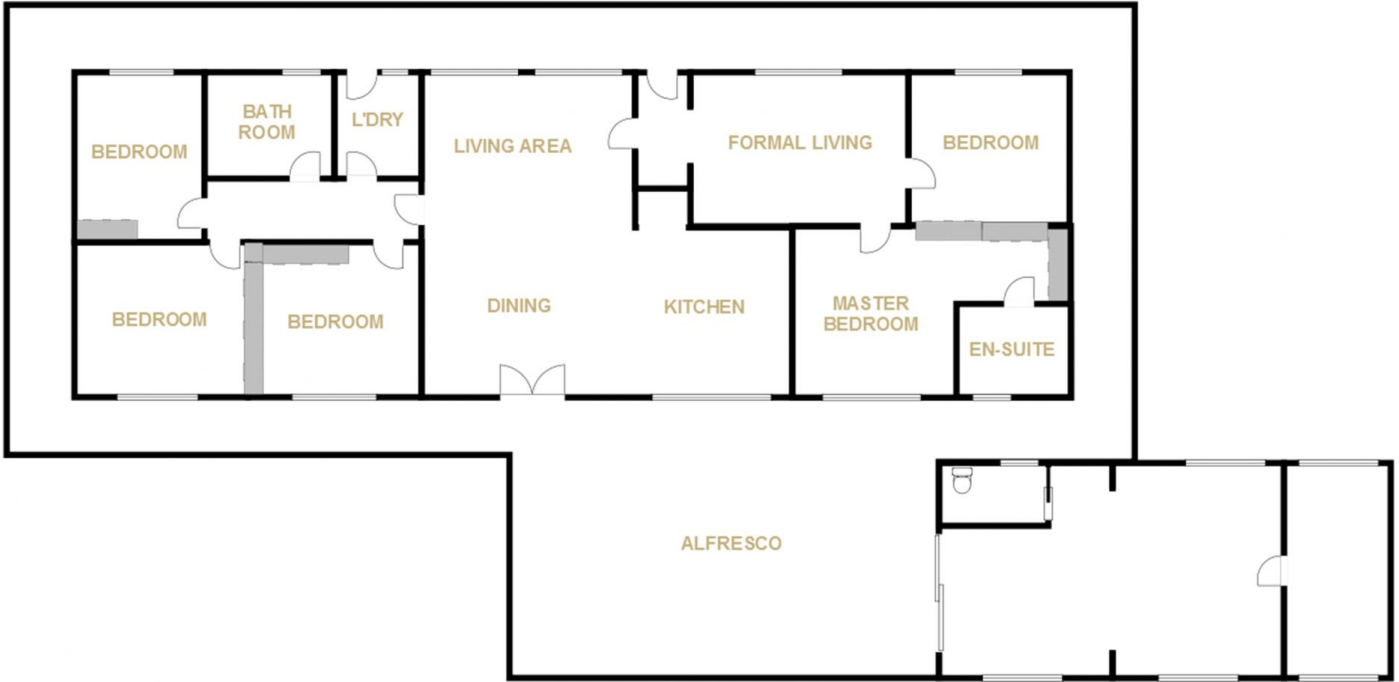 BATH
ROOM
L'DRY
BEDROOM
LIVING AREA
FORMAL LIVING
BEDROOM
BEDROOM
BEDROOM
DINING
KITCHEN
MASTER
BEDROOM
EN-SUITE
ALFRESCO